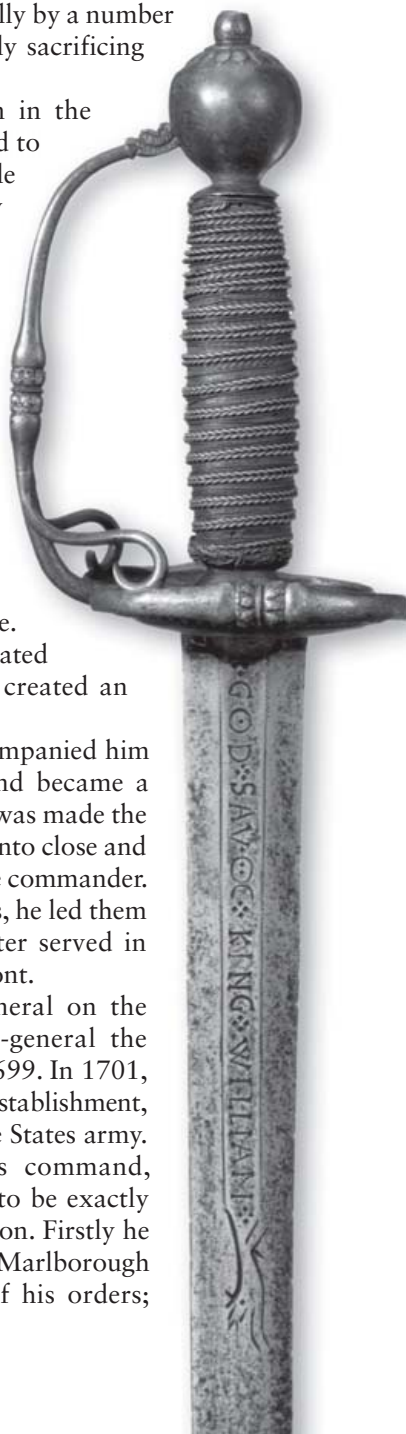 lly by a number
ly sacrificing
n in the
d to
le
e.
ated
created an
mpanied him
nd became a
was made the
nto close and
e commander.
s, he led them
ter served in
ont.
neral on the
-general the
699. In 1701,
stablishment,
e States army.
s command,
to be exactly
on. Firstly he
Marlborough
f his orders;
GOD KING WILLIAM